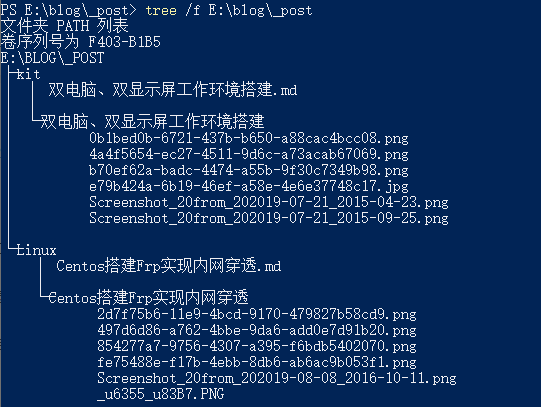 PS E:\blog\_post> tree /f E:\blog\_post
文件夹 PATH 列表
卷序列号为 F403-B1B5
E:\BLOG\_POST
├─kit
│  │  双电脑、双显示屏工作环境搭建.md
│  │
│  └─双电脑、双显示屏工作环境搭建
│          0b1bed0b-6721-437b-b650-a88cac4bcc08.png
│          4a4f5654-ec27-4511-9d6c-a73acab67069.png
│          b70ef62a-badc-4474-a55b-9f30c7349b98.png
│          e79b424a-6b19-46ef-a58e-4e6e37748c17.jpg
│          Screenshot_20from_202019-07-21_2015-04-23.png
│          Screenshot_20from_202019-07-21_2015-09-25.png
│
└─Linux
    │  Centos搭建Frp实现内网穿透.md
    │
    └─Centos搭建Frp实现内网穿透
            2d7f75b6-11e9-4bcd-9170-479827b58cd9.png
            497d6d86-a762-4bbe-9da6-add0e7d91b20.png
            854277a7-9756-4307-a395-f6bdb5402070.png
            fe75488e-f17b-4ebb-8db6-ab6ac9b053f1.png
            Screenshot_20from_202019-08-08_2016-10-11.png
            _u6355_u83B7.PNG